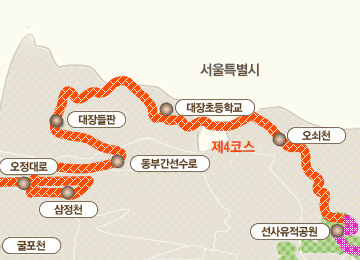 서울특별시
대장초등학교
대장들판
오쇠천
제4코스
동부간선수로
오정대로
삼정천
선사유적공원
굴포천